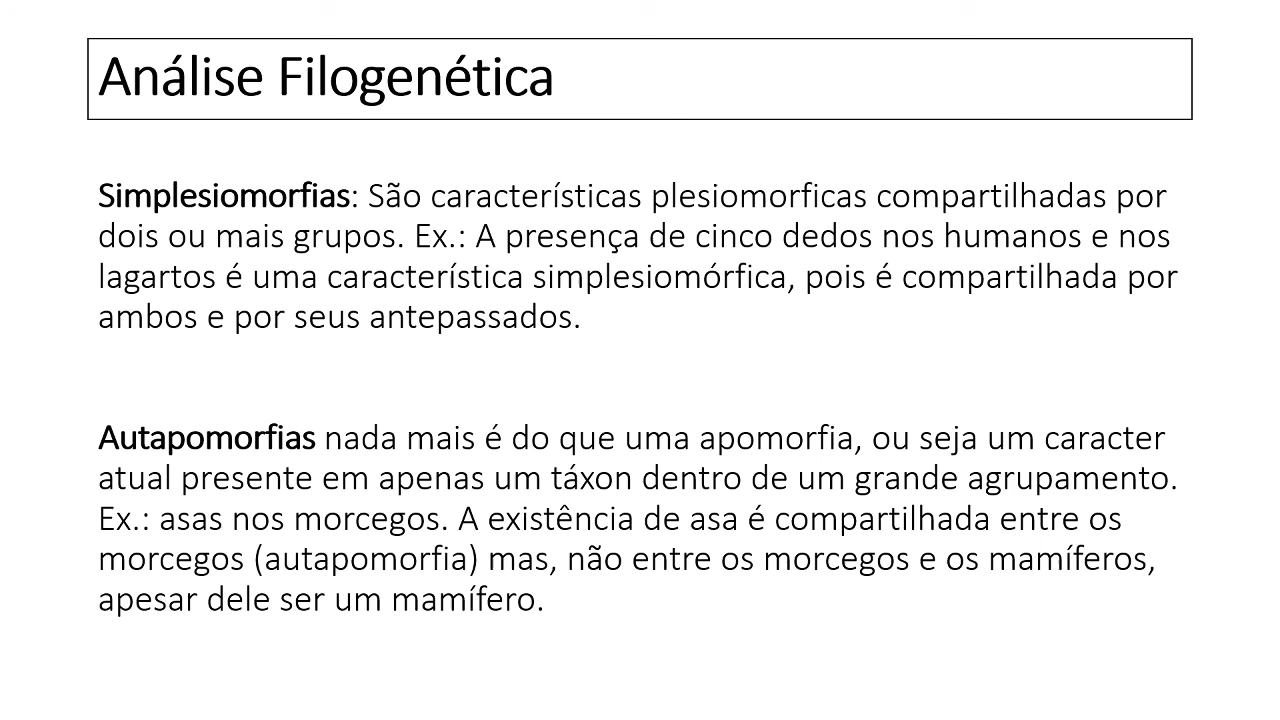 Análise Filogenética
Simplesiomorfias: São características plesiomorficas compartilhadas por
dois ou mais grupos. Ex.: A presença de cinco dedos nos humanos e nos
lagartos é uma característica simplesiomórfica, pois é compartilhada por
ambos e por seus antepassados.
Autapomorfias nada mais é do que uma apomorfia, ou seja um caracter
atual presente em apenas um táxon dentro de um grande agrupamento.
Ex.: asas nos morcegos. A existência de asa é compartilhada entre os
morcegos (autapomorfia) mas, não entre os morcegos e os mamíferos,
apesar dele ser um mamífero.